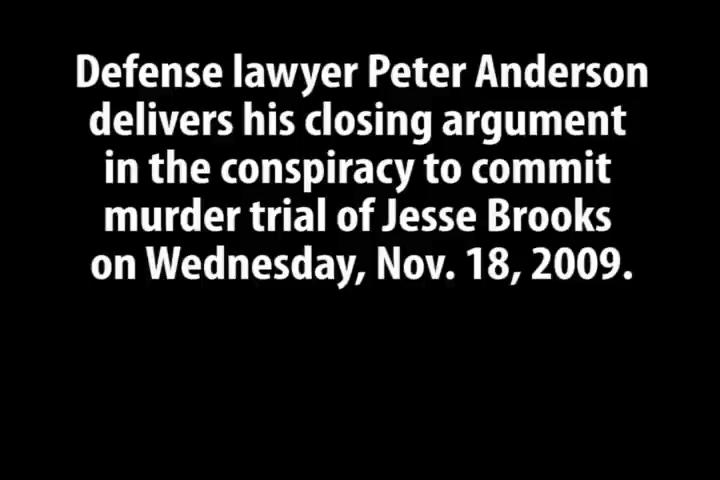 Defense lawyer Peter Anderson
delivers his closing argument
in the conspiracy to commit
murder trial of Jesse Brooks
on Wednesday, Nov. 18, 2009.